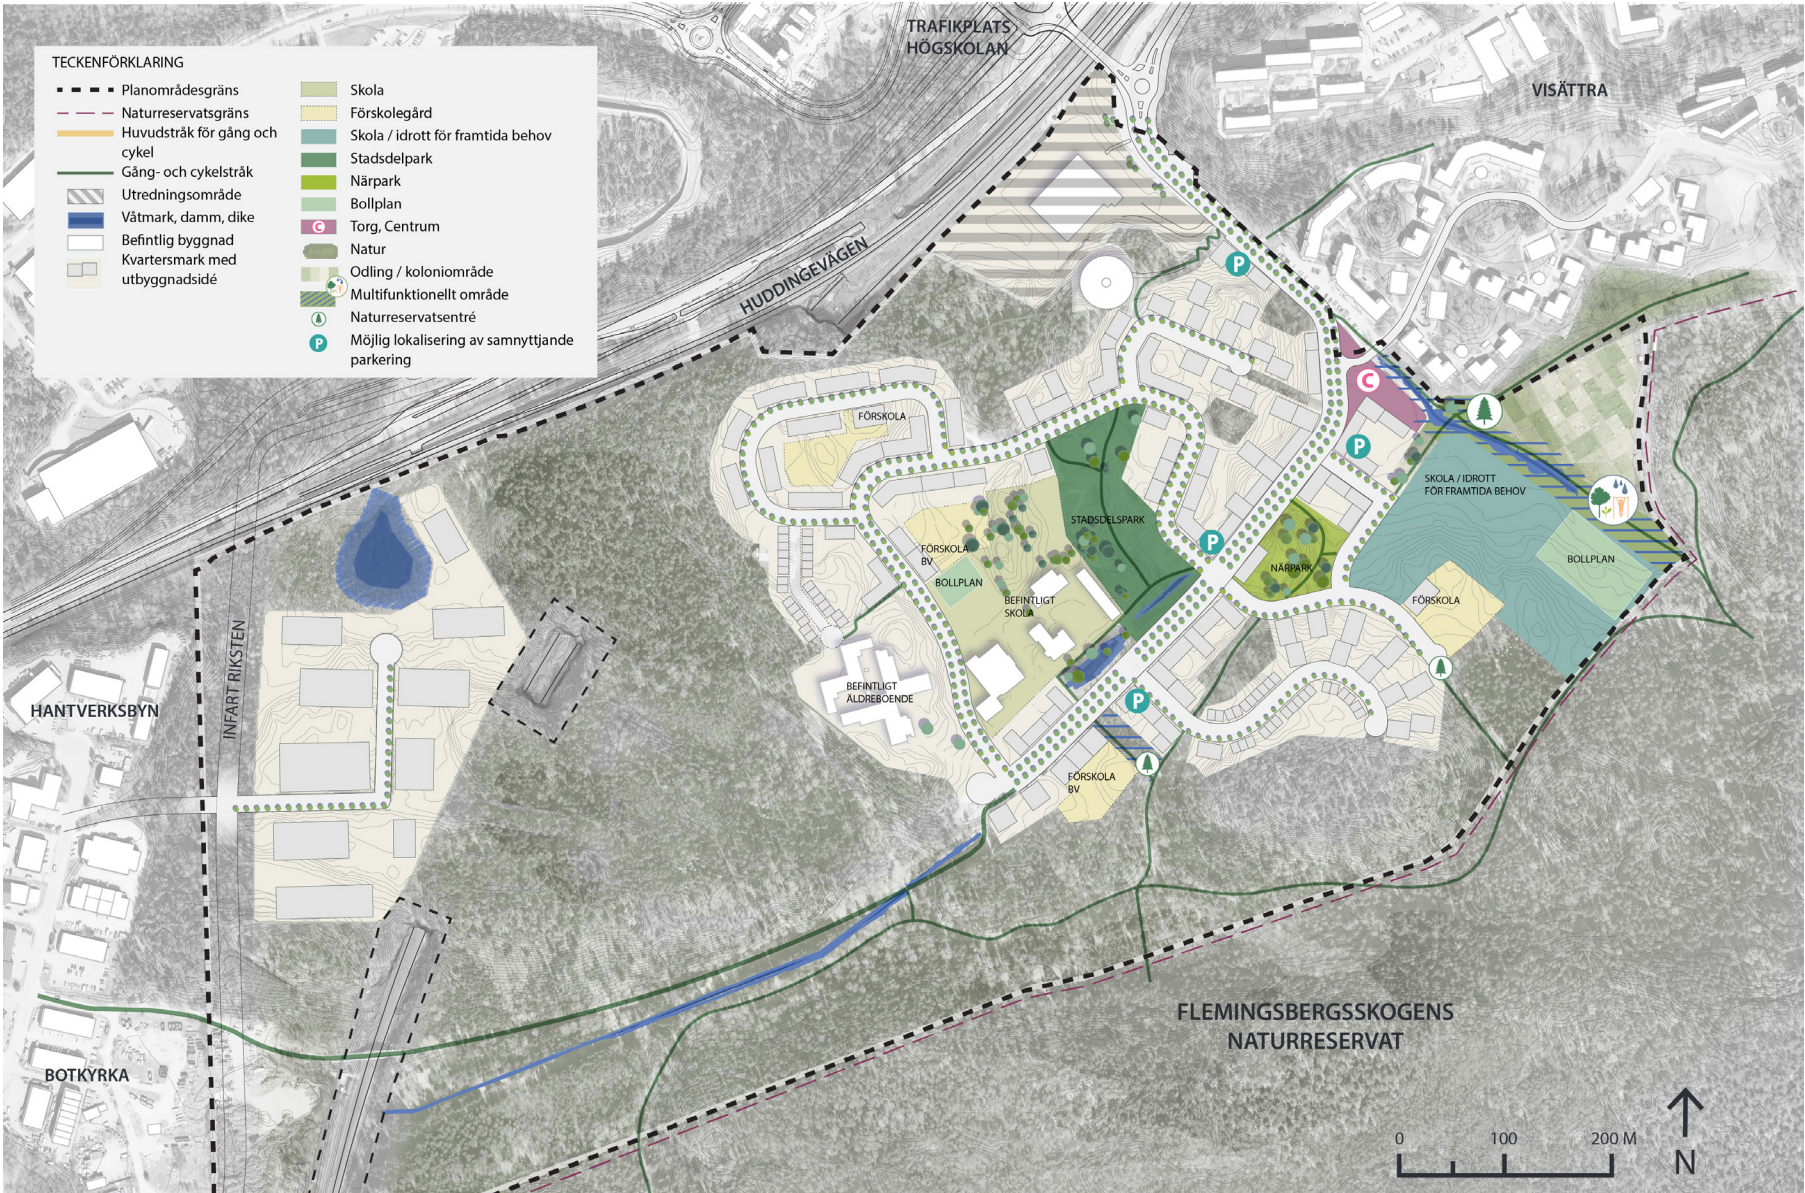 TECKENFÖRKLARING
Planområdesgräns
Naturreservatsgräns
Huvudstråk för gång och
cykel
Gång- och cykelstråk
Utredningsområde
Våtmark, damm, dike
Befintlig byggnad
Kvartersmark med
utbyggnadsidé
Skola
Förskolegård
Skola / idrott för framtida behov
Stadsdelpark
Närpark
Bollplan
C
Torg, Centrum
Natur
Odling / koloniområde
Multifunktionellt område
Naturreservatsentré
P
Möjlig lokalisering av samnyttjande
parkering
TRAFIKPLATS
HÖGSKOLAN
VISÄTTRA
HUDDINGEVÄGEN
P
C
P
FÖRSKOLA
SKOLA / IDROTT
FÖR FRAMTIDA BEHOV
STADSDELSPARK
P
FÖRSKOLA
BV
BOLLPLAN
BOLLPLAN
NÄRPARK
BEFINTLIGT
SKOLA
FÖRSKOLA
INFART RIKSTEN
BEFINTLIGT
ÄLDREBOENDE
P
HANTVERKSBYN
FÖRSKOLA
BV
FLEMINGSBERGSSKOGENS
NATURRESERVAT
BOTKYRKA
0 100 200 M
N